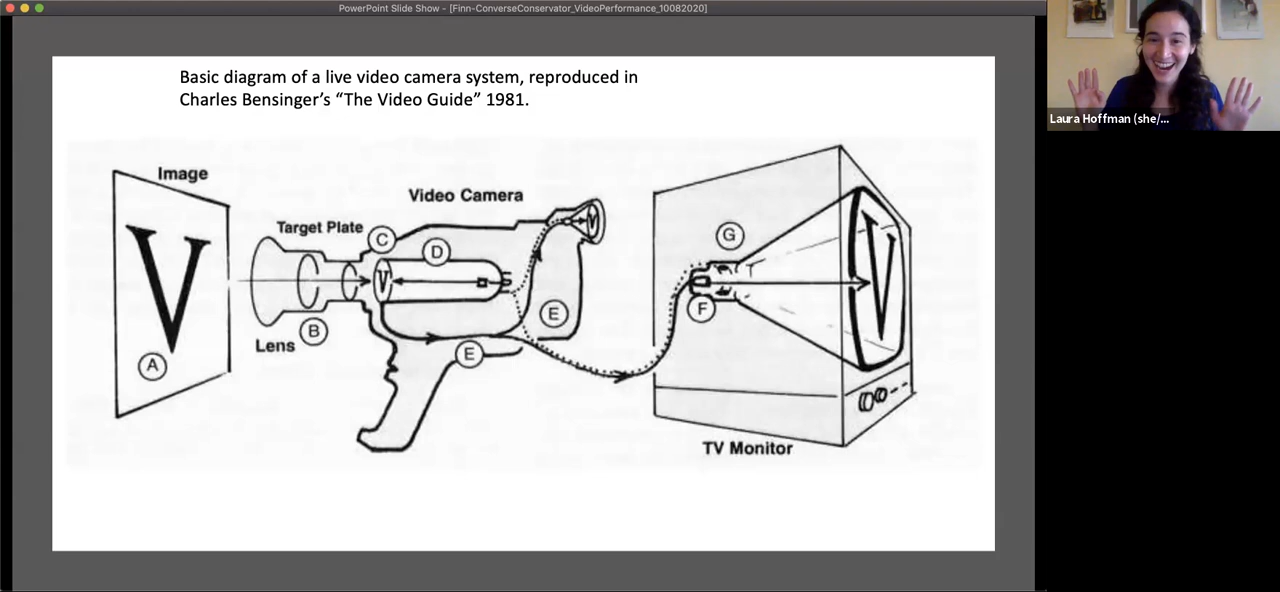 PowerPoint Slide Show - [Finn-ConverseConservator_VideoPerformance_10082020]
Laura Hoffman (she/...
Basic diagram of a live video camera system, reproduced in
Charles Bensinger’s “The Video Guide” 1981.
Image
Video Camera
Target Plate
C
D
G
V
V
V
V
A
B
Lens
E
E
F
TV Monitor